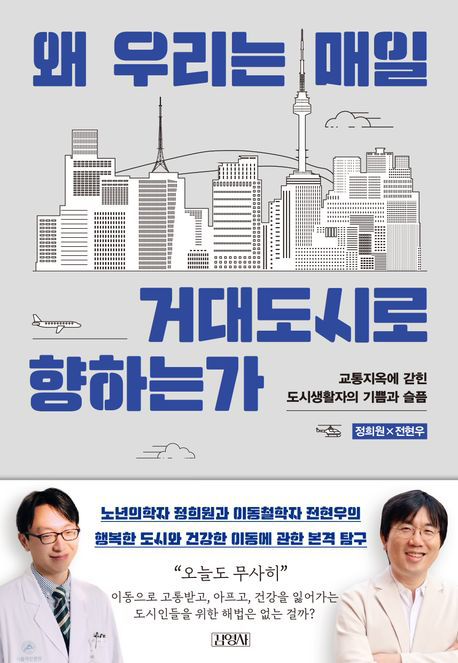 왜 우리는 매일
거대도시로
향하는가
교통지옥에 갇힌
도시생활자의 기쁨과 슬픔
정희원×전현우
노년의학자 정희원과 이동철학자 전현우의
행복한 도시와 건강한 이동에 관한 본격 탐구
“오늘도 무사히”
이동으로 고통받고, 아프고, 건강을 잃어가는
도시인들을 위한 해법은 없는 걸까?
김영사